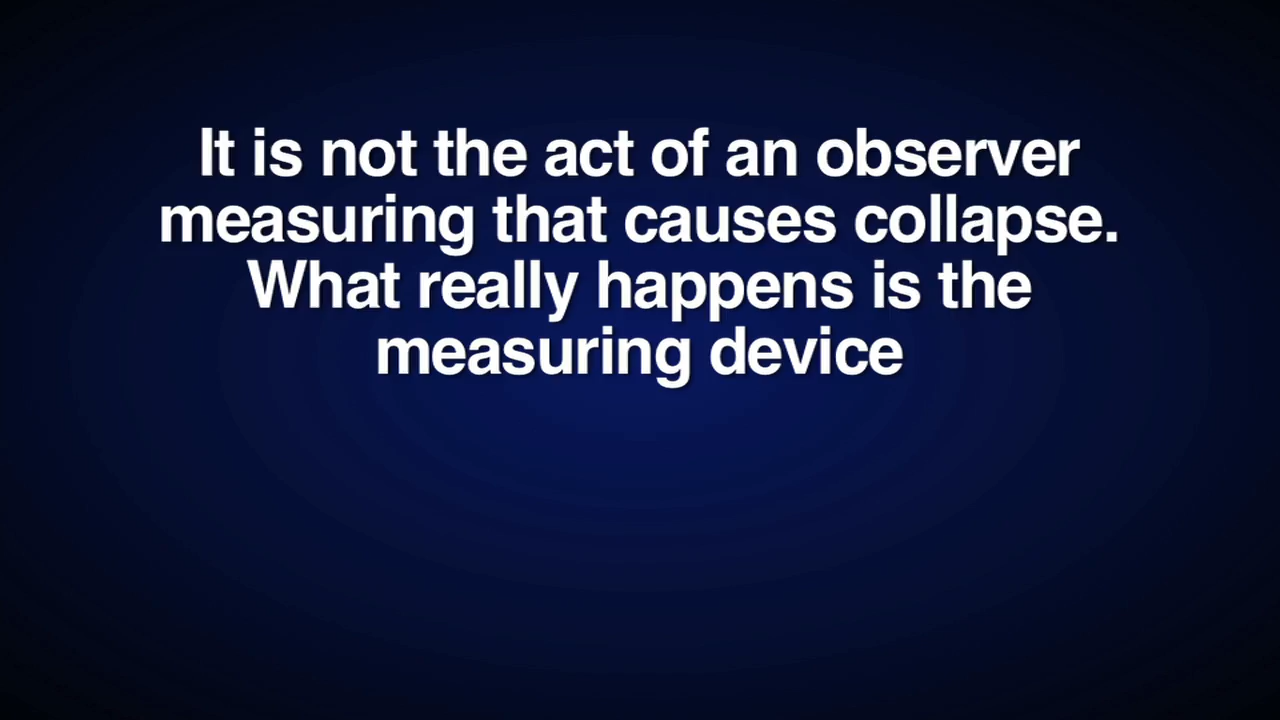 It is not the act of an observer
measuring that causes collapse.
What really happens is the
measuring device